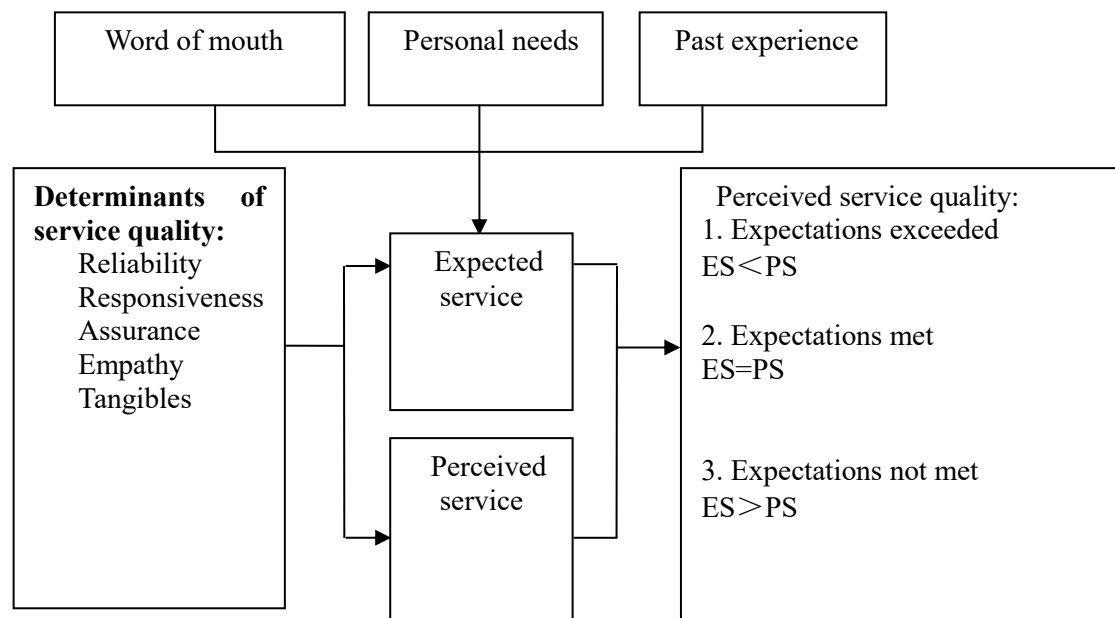 Word of mouth
Personal needs
Past experience
Determinants of
service quality:
Reliability
Responsiveness
Assurance
Empathy
Tangibles
Expected
service
Perceived
service
Perceived service quality:
1. Expectations exceeded
ES＜PS
2. Expectations met
ES=PS
3. Expectations not met
ES＞PS